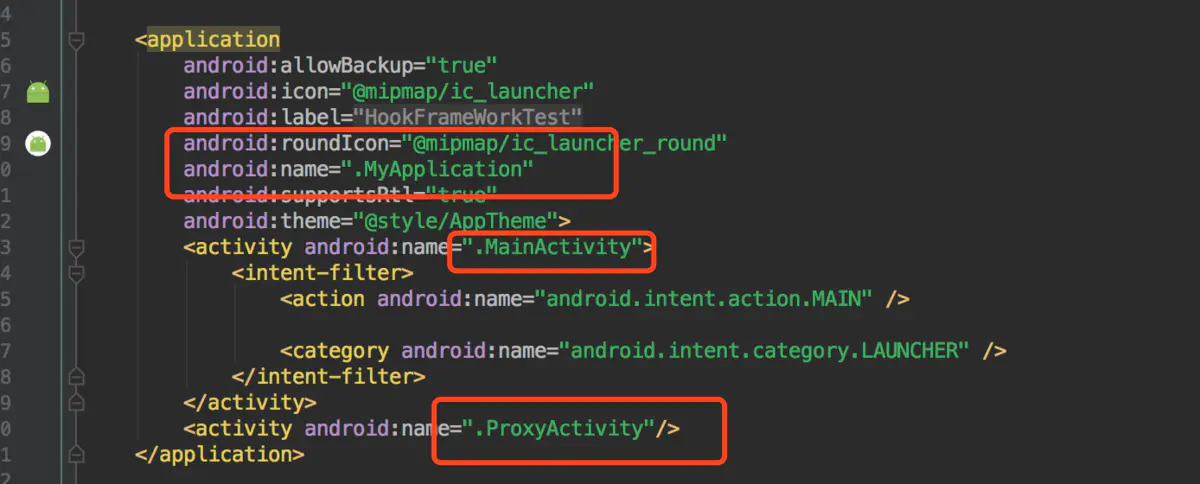 4
5 <application
6 android:allowBackup="true"
7 android:icon="@mipmap/ic_launcher"
8 android:label="HookFrameWorkTest"
9 android:roundIcon="@mipmap/ic_launcher_round"
0 android:name=".MyApplication"
1 android:supportsRtl="true"
2 android:theme="@style/AppTheme">
3 <activity android:name=".MainActivity">
4 <intent-filter>
5 <action android:name="android.intent.action.MAIN" />
6
7 <category android:name="android.intent.category.LAUNCHER" />
8 </intent-filter>
9 </activity>
0 <activity android:name=".ProxyActivity"/>
1 </application>
2